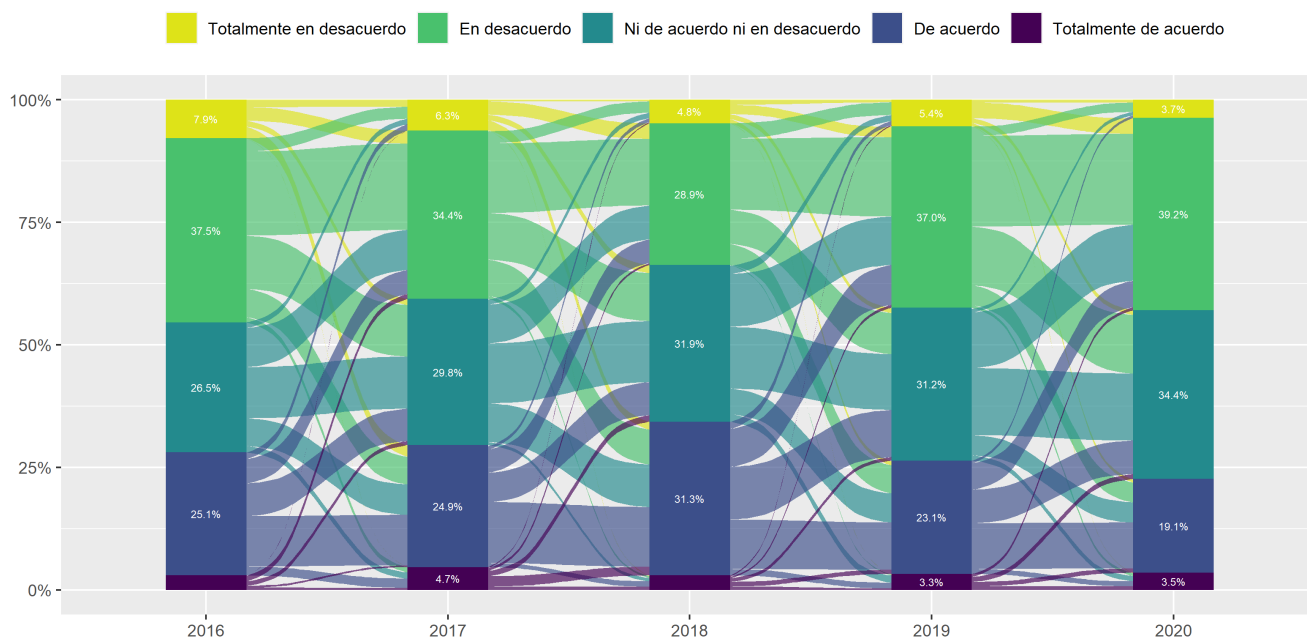 Totalmente en desacuerdo En desacuerdo Ni de acuerdo ni en desacuerdo De acuerdo Totalmente de acuerdo
100%
75%
50%
25%
0%
7.9% 6.3% 4.8% 5.4% 3.7%
37.5% 34.4% 28.9% 37.0% 39.2%
26.5% 29.8% 31.9% 31.2% 34.4%
25.1% 24.9% 31.3% 23.1% 19.1%
4.7% 3.3% 3.5%
2016 2017 2018 2019 2020